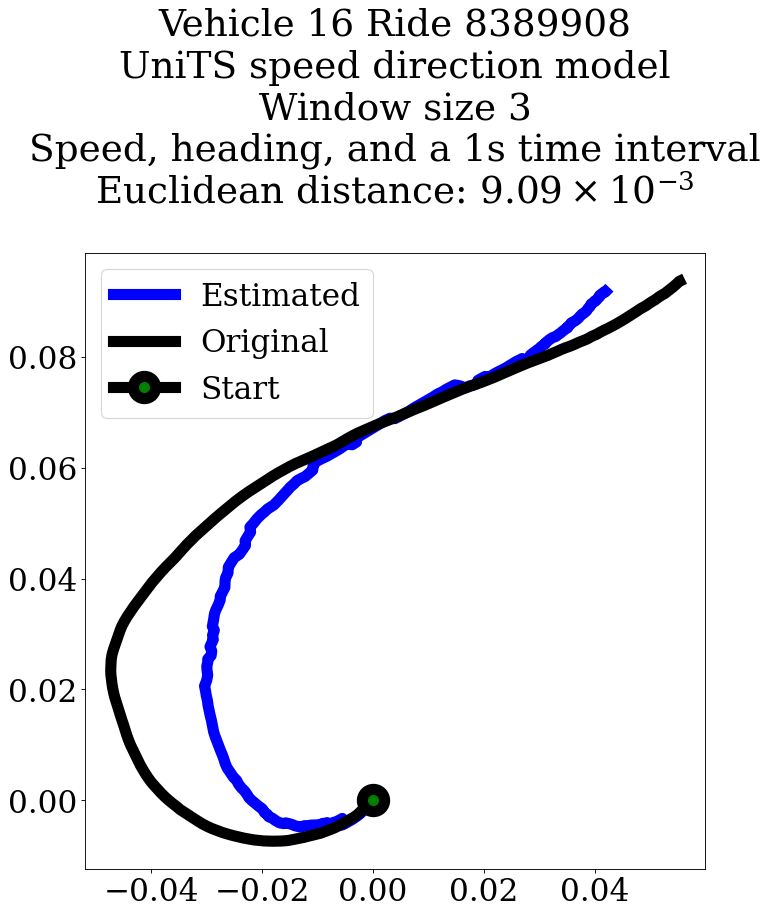 Vehicle 16 Ride 8389908
UniTS speed direction model
Window size 3
Speed, heading, and a 1s time interval
Euclidean distance: 9.09 × 10⁻³
Estimated
Original
Start
0.08
0.06
0.04
0.02
0.00
−0.04 −0.02 0.00 0.02 0.04